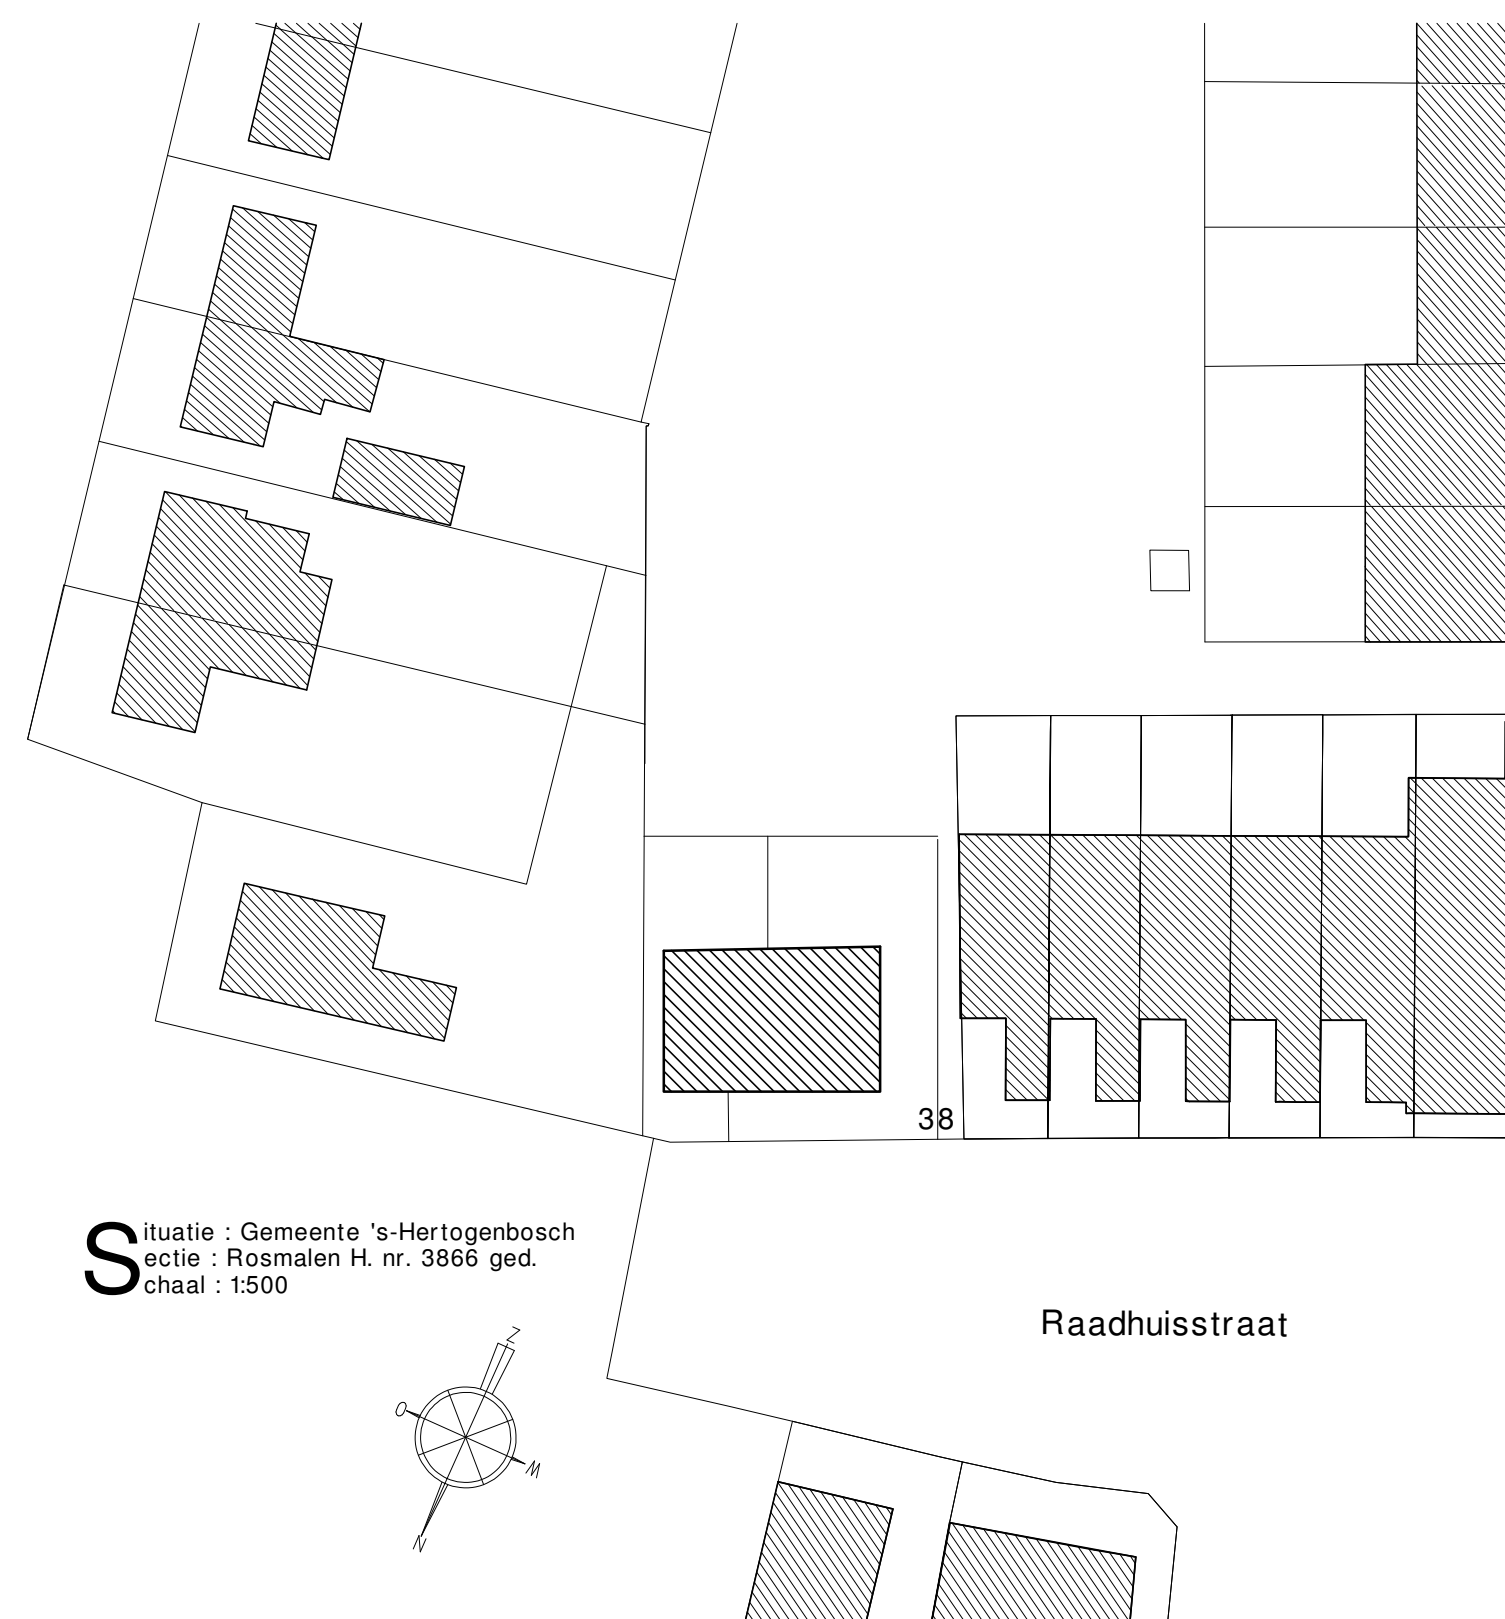 38
Situatie : Gemeente 's-Hertogenbosch
Sectie : Rosmalen H. nr. 3866 ged.
Schaal : 1:500
Raadhuisstraat
Z
O
W
N